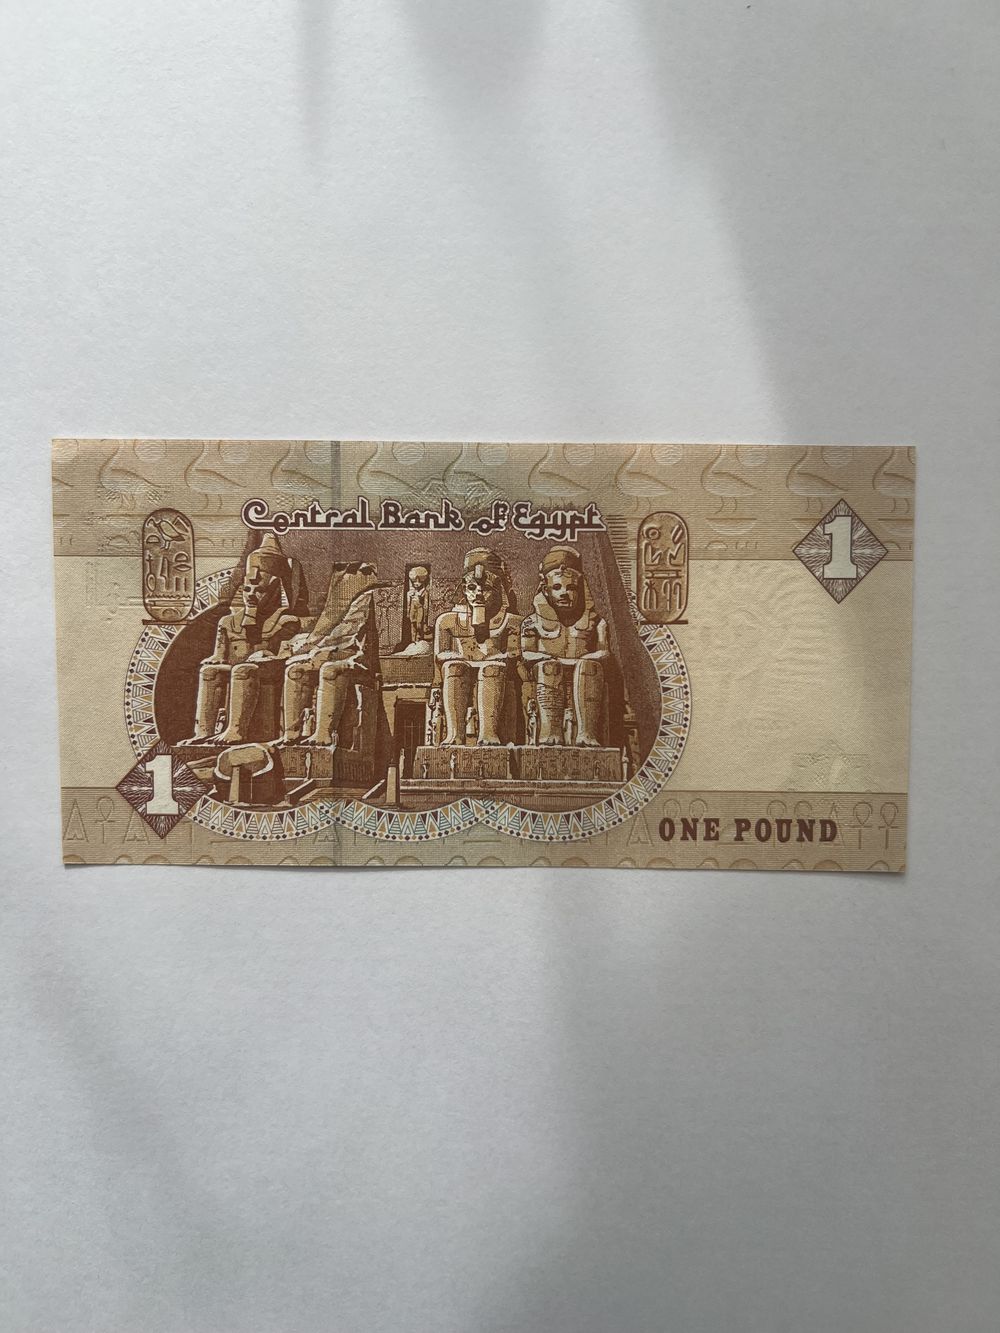 Central Bank of Egypt
1
1
ONE POUND